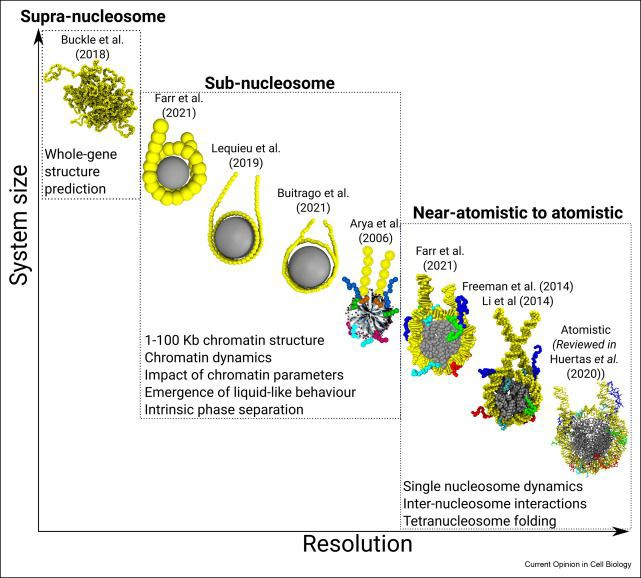 Supra-nucleosome
Buckle et al.
(2018)
Whole-gene
structure
prediction
Sub-nucleosome
Farr et al.
(2021)
Lequieu et al.
(2019)
Buitrago et al.
(2021)
Arya et al
(2006)
1-100 Kb chromatin structure
Chromatin dynamics
Impact of chromatin parameters
Emergence of liquid-like behaviour
Intrinsic phase separation
Near-atomistic to atomistic
Farr et al.
(2021)
Freeman et al. (2014)
Li et al (2014)
Atomistic
(Reviewed in
Huertas et al.
(2020))
Single nucleosome dynamics
Inter-nucleosome interactions
Tetranucleosome folding
System size
Resolution
Current Opinion in Cell Biology